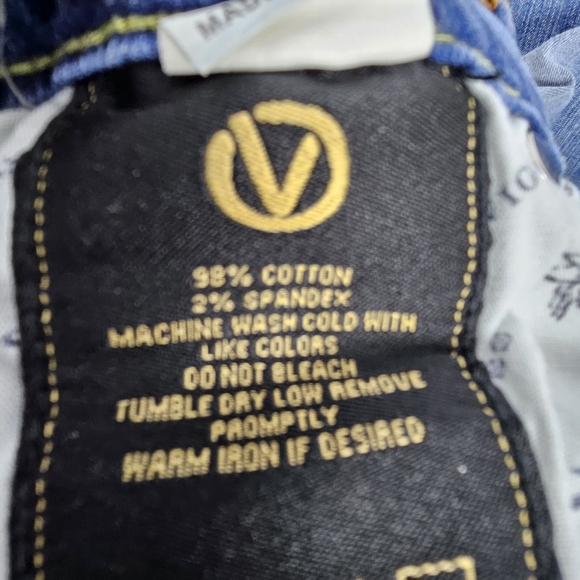 MADE
V
98% COTTON
2% SPANDEX
MACHINE WASH COLD WITH
LIKE COLORS
DO NOT BLEACH
TUMBLE DRY LOW REMOVE
PROMPTLY
WARM IRON IF DESIRED